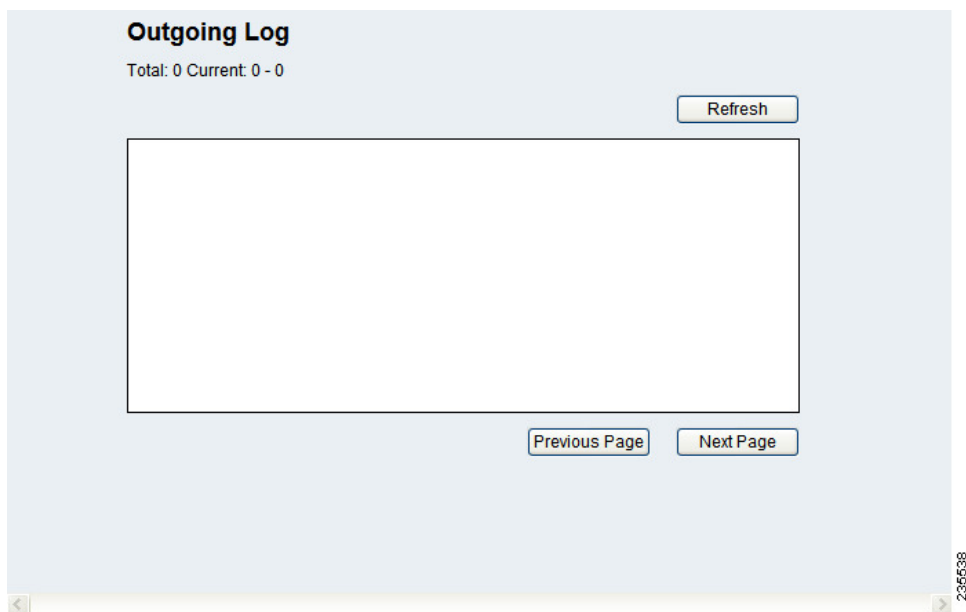 Outgoing Log
Total: 0 Current: 0 - 0
Refresh
Previous Page
Next Page
235538